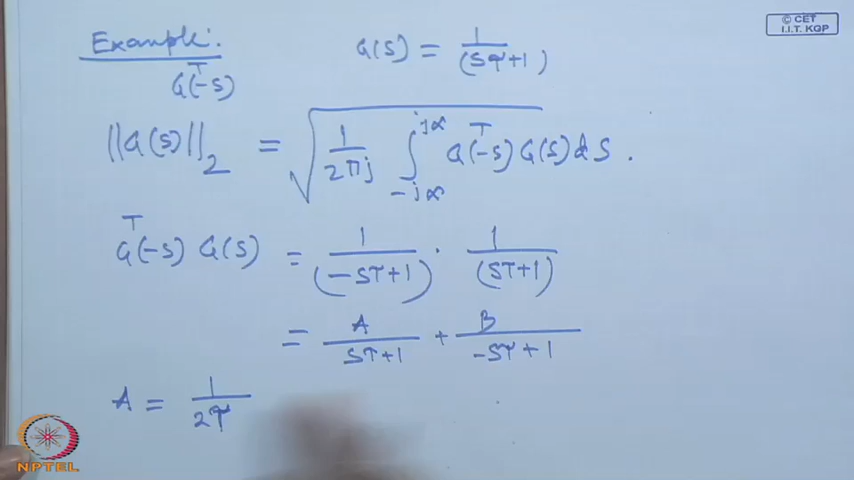 © CET
I.I.T. KGP
Example:
G(s) = 1/(sτ+1)
G^T(-s)
||G(s)||_2 = √( 1/(2πj) ∫_{-j∞}^{j∞} G^T(-s) G(s) ds .
G^T(-s) G(s) = 1/(-sτ+1) · 1/(sτ+1)
= A/(sτ+1) + B/(-sτ+1)
A = 1/(2τ)
NPTEL